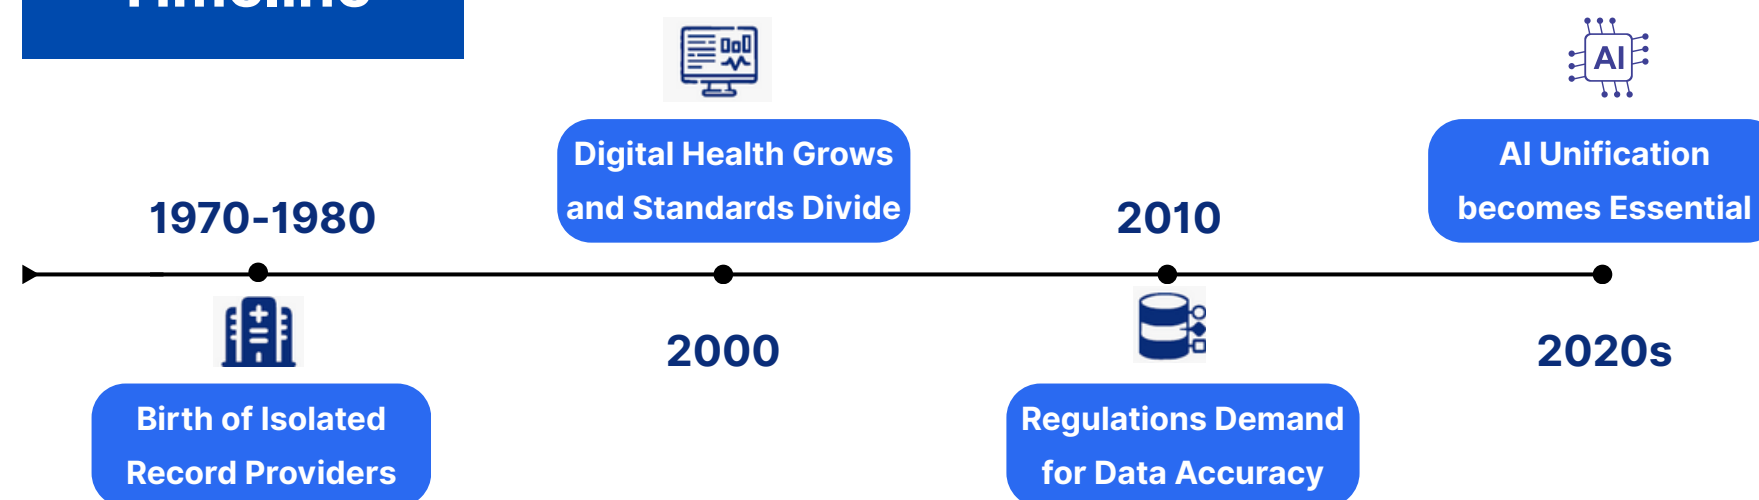 Timeline
AI
Digital Health Grows
and Standards Divide
AI Unification
becomes Essential
1970-1980
2010
2000
2020s
Birth of Isolated
Record Providers
Regulations Demand
for Data Accuracy